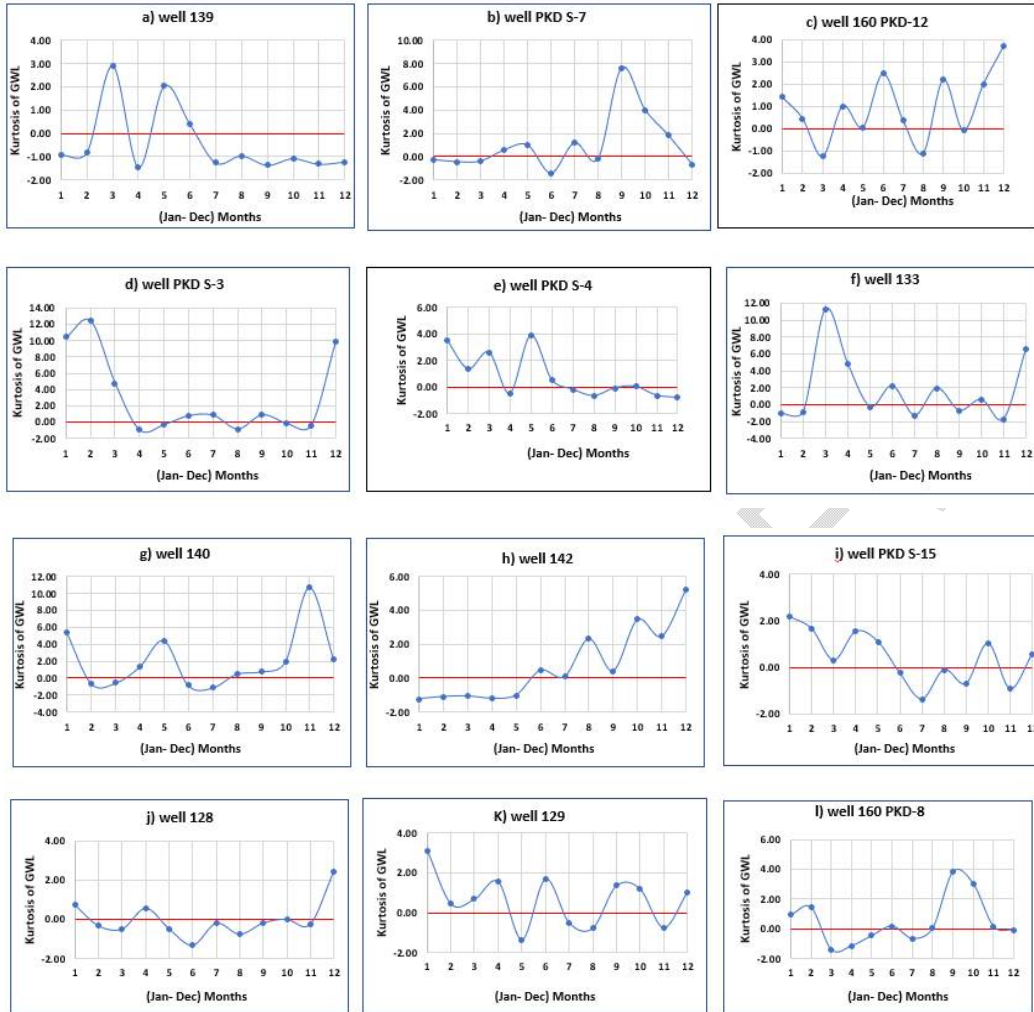 a) well 139
Kurtosis of GWL
4.00
3.00
2.00
1.00
0.00
-1.00
-2.00
1 2 3 4 5 6 7 8 9 10 11 12
(Jan- Dec) Months
b) well PKD S-7
Kurtosis of GWL
10.00
8.00
6.00
4.00
2.00
0.00
-2.00
1 2 3 4 5 6 7 8 9 10 11 12
(Jan- Dec) Months
c) well 160 PKD-12
Kurtosis of GWL
4.00
3.00
2.00
1.00
0.00
-1.00
-2.00
1 2 3 4 5 6 7 8 9 10 11 12
(Jan- Dec) Months
d) well PKD S-3
Kurtosis of GWL
14.00
12.00
10.00
8.00
6.00
4.00
2.00
0.00
-2.00
1 2 3 4 5 6 7 8 9 10 11 12
(Jan- Dec) Months
e) well PKD S-4
Kurtosis of GWL
6.00
4.00
2.00
0.00
-2.00
1 2 3 4 5 6 7 8 9 10 11 12
(Jan- Dec) Months
f) well 133
Kurtosis of GWL
12.00
10.00
8.00
6.00
4.00
2.00
0.00
-2.00
-4.00
1 2 3 4 5 6 7 8 9 10 11 12
(Jan- Dec) Months
g) well 140
Kurtosis of GWL
12.00
10.00
8.00
6.00
4.00
2.00
0.00
-2.00
-4.00
1 2 3 4 5 6 7 8 9 10 11 12
(Jan- Dec) Months
h) well 142
Kurtosis of GWL
6.00
4.00
2.00
0.00
-2.00
1 2 3 4 5 6 7 8 9 10 11 12
(Jan- Dec) Months
i) well PKD S-15
Kurtosis of GWL
4.00
2.00
0.00
-2.00
1 2 3 4 5 6 7 8 9 10 11 12
(Jan- Dec) Months
j) well 128
Kurtosis of GWL
4.00
2.00
0.00
-2.00
1 2 3 4 5 6 7 8 9 10 11 12
(Jan- Dec) Months
K) well 129
Kurtosis of GWL
4.00
2.00
0.00
-2.00
1 2 3 4 5 6 7 8 9 10 11 12
(Jan- Dec) Months
l) well 160 PKD-8
Kurtosis of GWL
6.00
4.00
2.00
0.00
-2.00
1 2 3 4 5 6 7 8 9 10 11 12
(Jan- Dec) Months